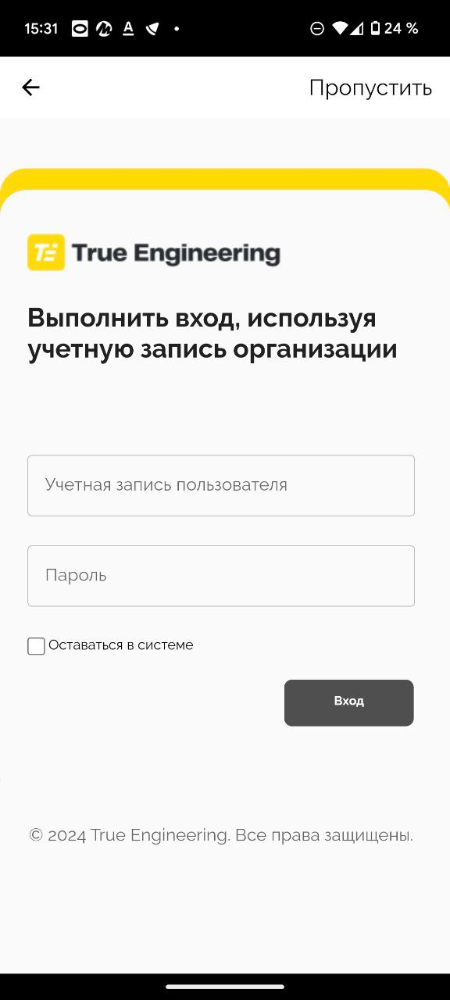 15:31
24 %
Пропустить
TE True Engineering
Выполнить вход, используя
учетную запись организации
Учетная запись пользователя
Пароль
Оставаться в системе
Вход
© 2024 True Engineering. Все права защищены.